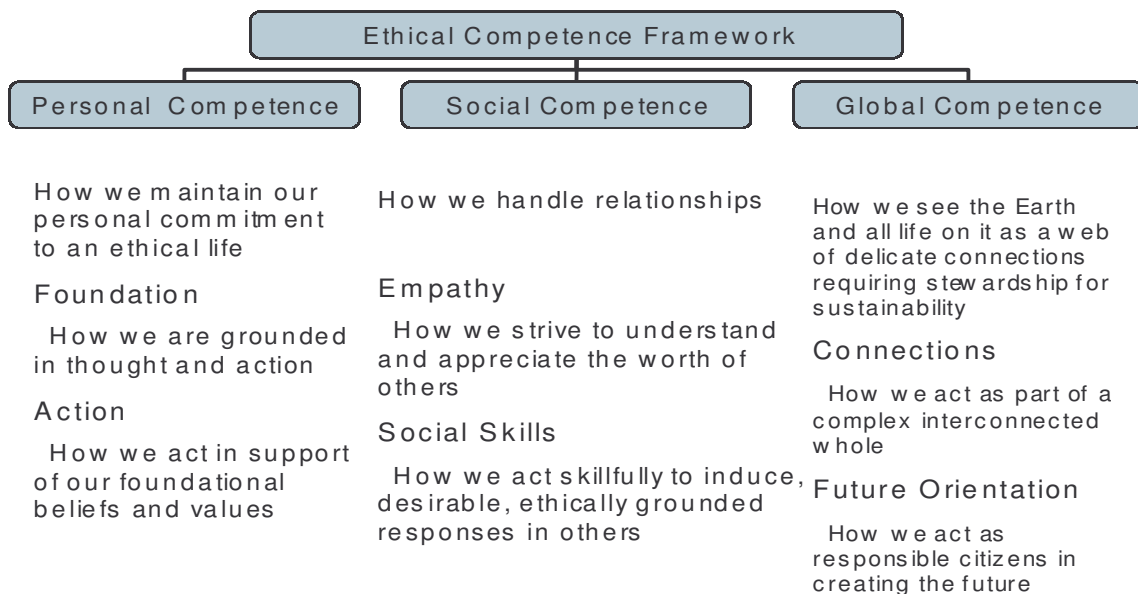 Ethical Competence Framework
Personal Competence
Social Competence
Global Competence
How we maintain our
personal commitment
to an ethical life
Foundation
How we are grounded
in thought and action
Action
How we act in support
of our foundational
beliefs and values
How we handle relationships
Empathy
How we strive to understand
and appreciate the worth of
others
Social Skills
How we act skillfully to induce,
desirable, ethically grounded
responses in others
How we see the Earth
and all life on it as a web
of delicate connections
requiring stewardship for
sustainability
Connections
How we act as part of a
complex interconnected
whole
Future Orientation
How we act as
responsible citizens in
creating the future